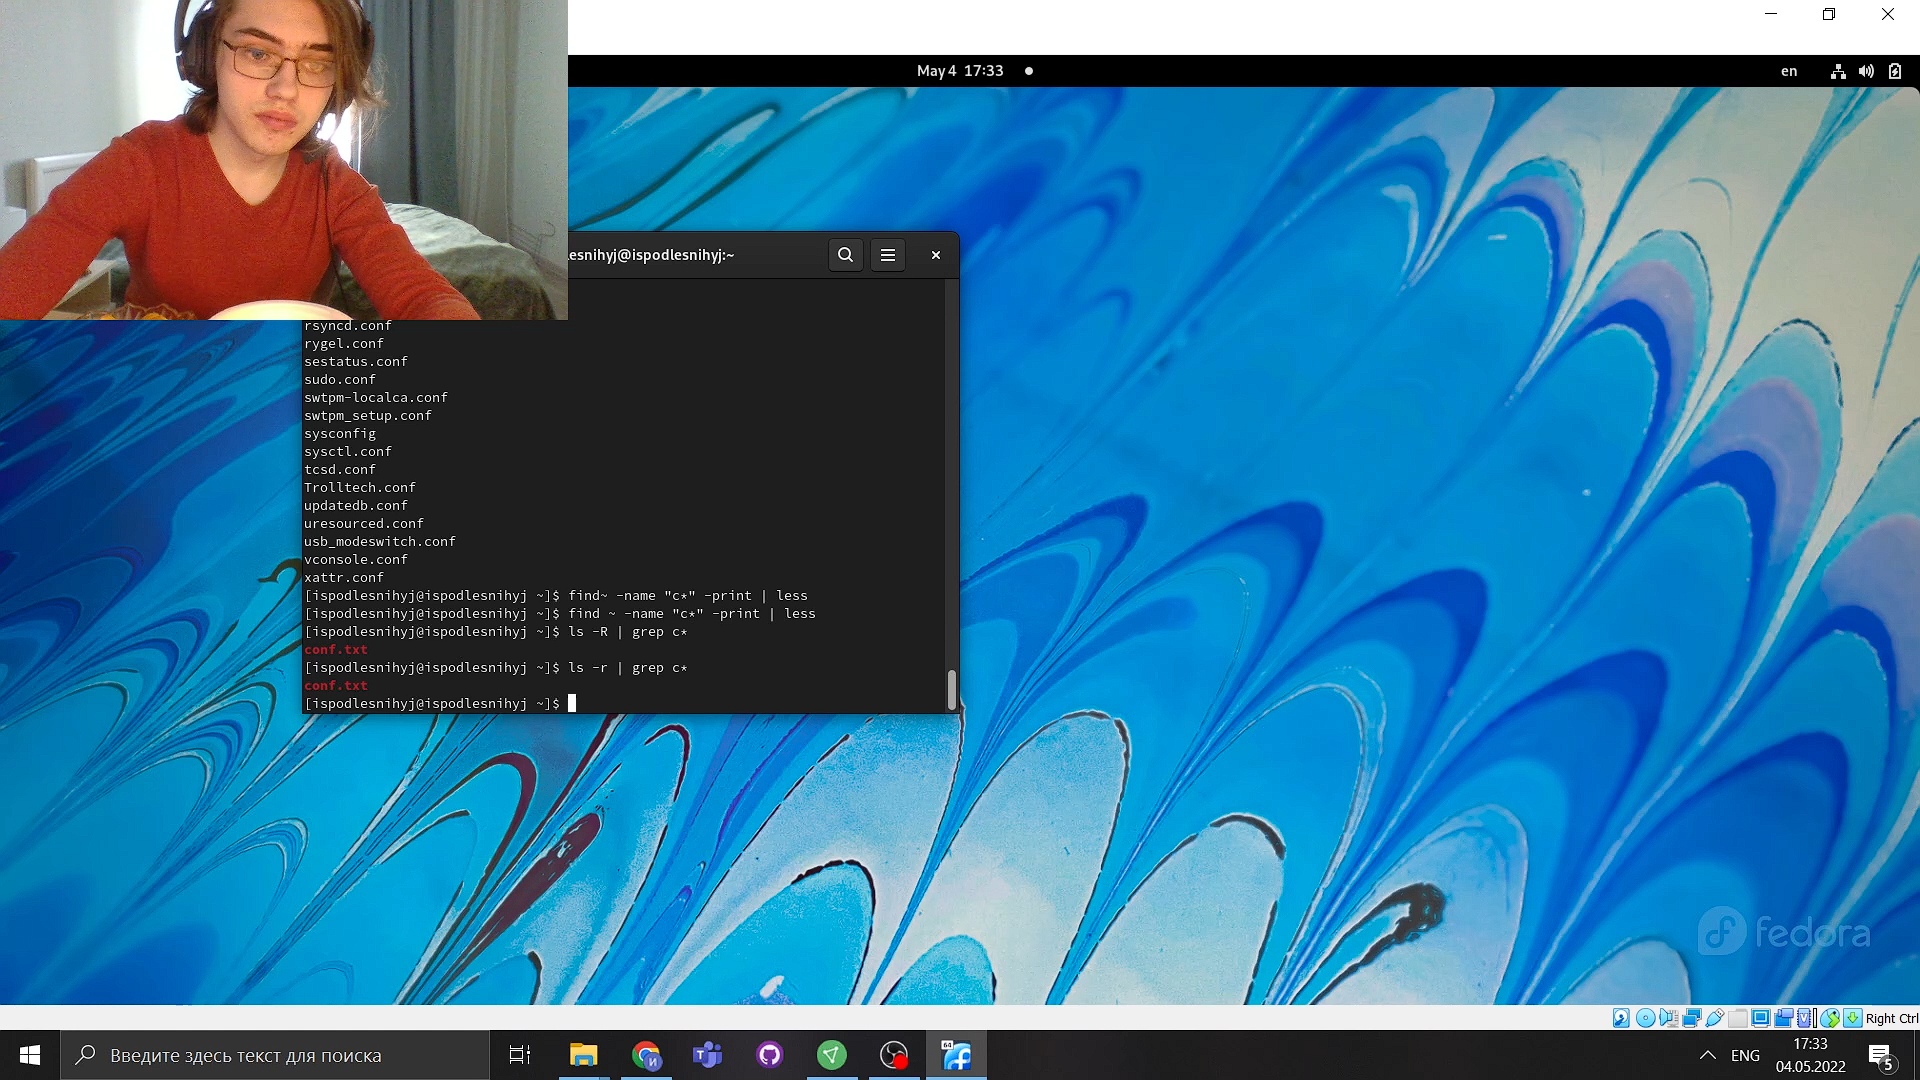 May 4 17:33
en
esnihyj@ispodlesnihyj:~
rsyncd.conf
rygel.conf
sestatus.conf
sudo.conf
swtpm-localca.conf
swtpm_setup.conf
sysconfig
sysctl.conf
tcsd.conf
Trolltech.conf
updatedb.conf
uresourced.conf
usb_modeswitch.conf
vconsole.conf
xattr.conf
[ispodlesnihyj@ispodlesnihyj ~]$ find~ -name "c*" -print | less
[ispodlesnihyj@ispodlesnihyj ~]$ find ~ -name "c*" -print | less
[ispodlesnihyj@ispodlesnihyj ~]$ ls -R | grep c*
conf.txt
[ispodlesnihyj@ispodlesnihyj ~]$ ls -r | grep c*
conf.txt
[ispodlesnihyj@ispodlesnihyj ~]$
fedora
Right Ctrl
Введите здесь текст для поиска
64
ENG
17:33
04.05.2022
5